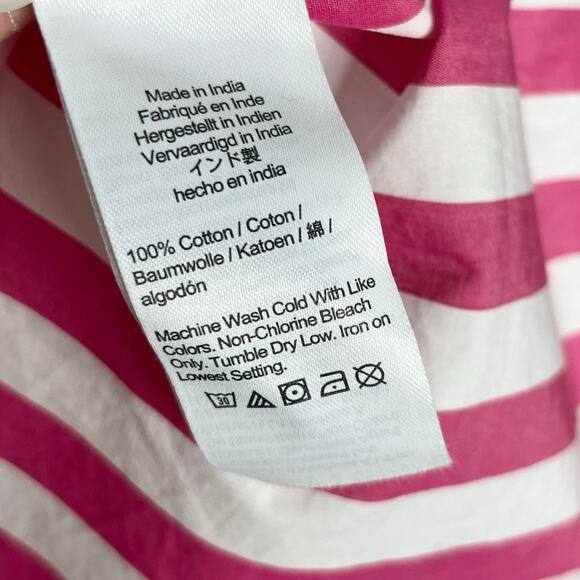 Made in India
Fabriqué en Inde
Hergestellt in Indien
Vervaardigd in India
インド製
hecho en india
100% Cotton / Coton /
Baumwolle / Katoen / 綿 /
algodón
Machine Wash Cold With Like
Colors. Non-Chlorine Bleach
Only. Tumble Dry Low. Iron on
Lowest Setting.
30